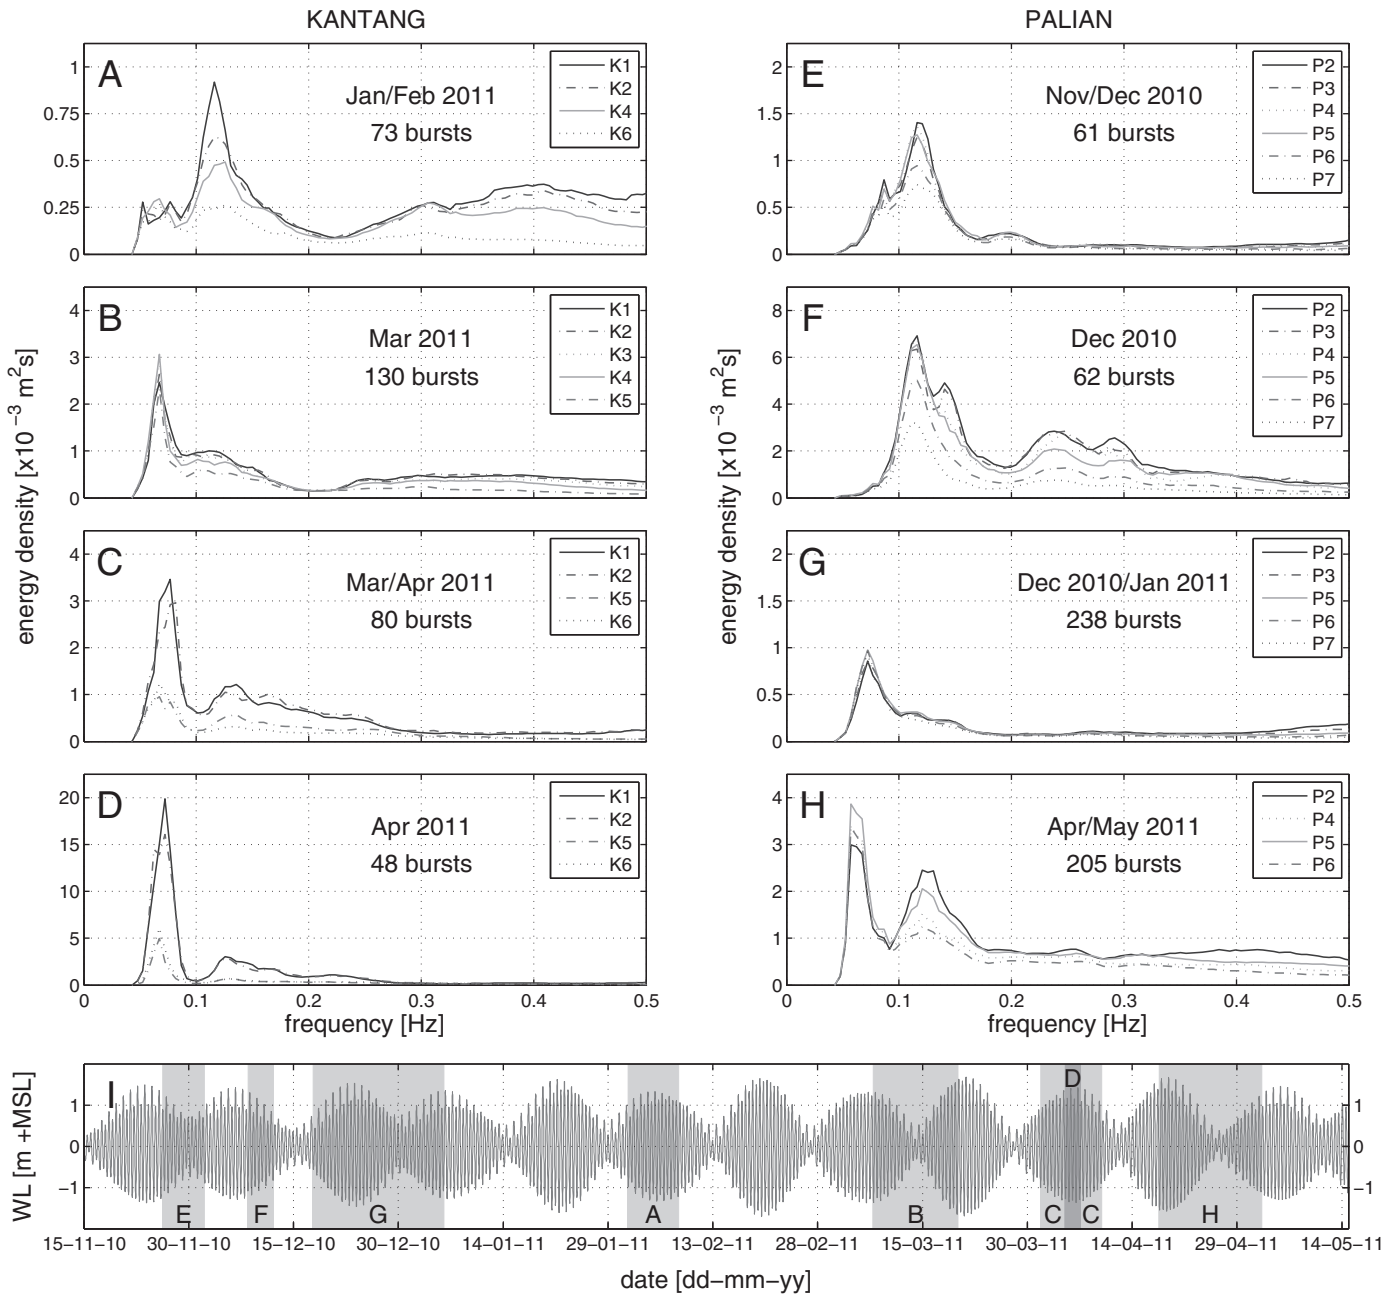 KANTANG
PALIAN
A
Jan/Feb 2011
73 bursts
K1
K2
K4
K6
1
0.75
0.5
0.25
0
E
Nov/Dec 2010
61 bursts
P2
P3
P4
P5
P6
P7
2
1.5
1
0.5
0
B
Mar 2011
130 bursts
K1
K2
K3
K4
K5
4
3
2
1
0
F
Dec 2010
62 bursts
P2
P3
P4
P5
P6
P7
8
6
4
2
0
energy density [x10⁻³ m²s]
energy density [x10⁻³ m²s]
C
Mar/Apr 2011
80 bursts
K1
K2
K5
K6
4
3
2
1
0
G
Dec 2010/Jan 2011
238 bursts
P2
P3
P5
P6
P7
2
1.5
1
0.5
0
D
Apr 2011
48 bursts
K1
K2
K5
K6
20
15
10
5
0
0 0.1 0.2 0.3 0.4 0.5
frequency [Hz]
H
Apr/May 2011
205 bursts
P2
P4
P5
P6
4
3
2
1
0
0 0.1 0.2 0.3 0.4 0.5
frequency [Hz]
I
WL [m +MSL]
1
0
−1
D
1
0
−1
E F G A B C C H
15−11−10 30−11−10 15−12−10 30−12−10 14−01−11 29−01−11 13−02−11 28−02−11 15−03−11 30−03−11 14−04−11 29−04−11 14−05−11
date [dd−mm−yy]